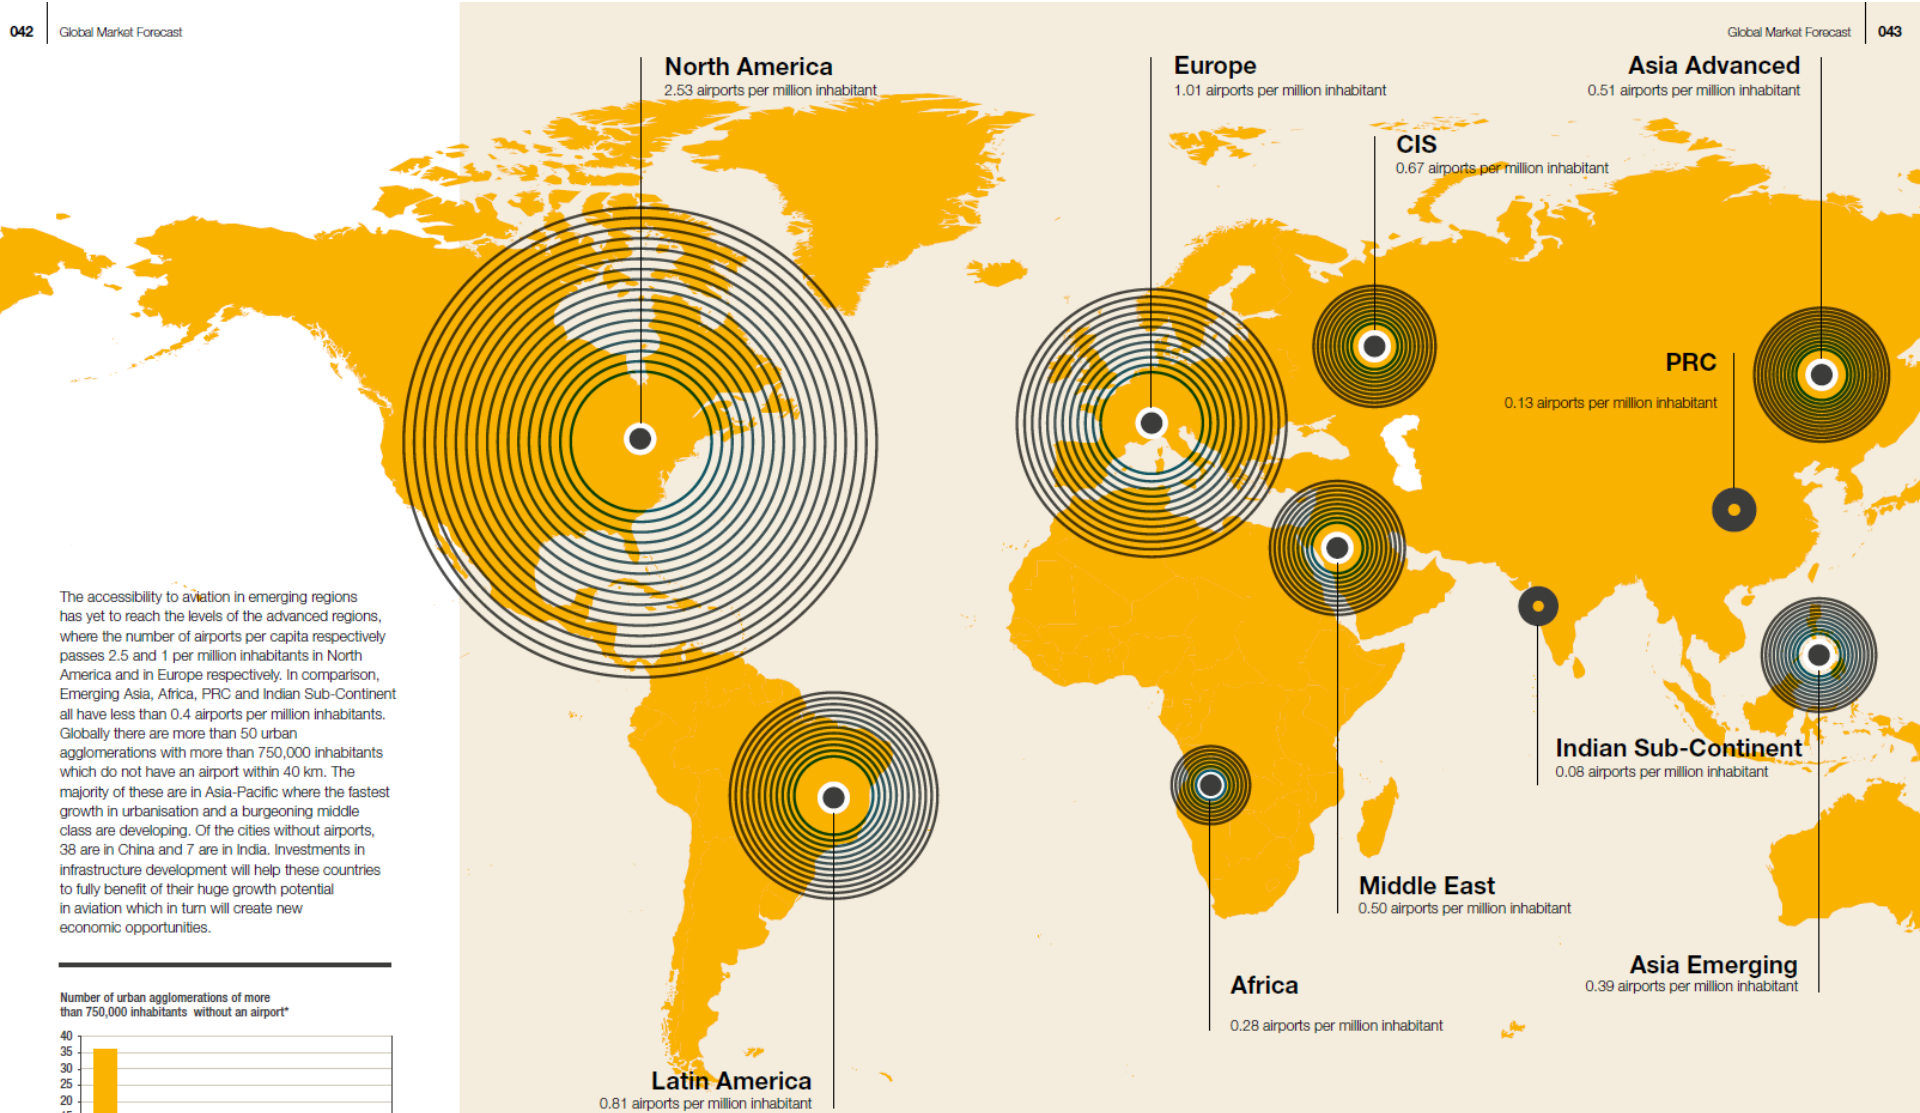 042 Global Market Forecast
Global Market Forecast 043
North America
2.53 airports per million inhabitant
Europe
1.01 airports per million inhabitant
Asia Advanced
0.51 airports per million inhabitant
CIS
0.67 airports per million inhabitant
PRC
0.13 airports per million inhabitant
The accessibility to aviation in emerging regions
has yet to reach the levels of the advanced regions,
where the number of airports per capita respectively
passes 2.5 and 1 per million inhabitants in North
America and in Europe respectively. In comparison,
Emerging Asia, Africa, PRC and Indian Sub-Continent
all have less than 0.4 airports per million inhabitants.
Globally there are more than 50 urban
agglomerations with more than 750,000 inhabitants
which do not have an airport within 40 km. The
majority of these are in Asia-Pacific where the fastest
growth in urbanisation and a burgeoning middle
class are developing. Of the cities without airports,
38 are in China and 7 are in India. Investments in
infrastructure development will help these countries
to fully benefit of their huge growth potential
in aviation which in turn will create new
economic opportunities.
Indian Sub-Continent
0.08 airports per million inhabitant
Middle East
0.50 airports per million inhabitant
Asia Emerging
0.39 airports per million inhabitant
Africa
0.28 airports per million inhabitant
Latin America
0.81 airports per million inhabitant
Number of urban agglomerations of more
than 750,000 inhabitants without an airport*
40
35
30
25
20